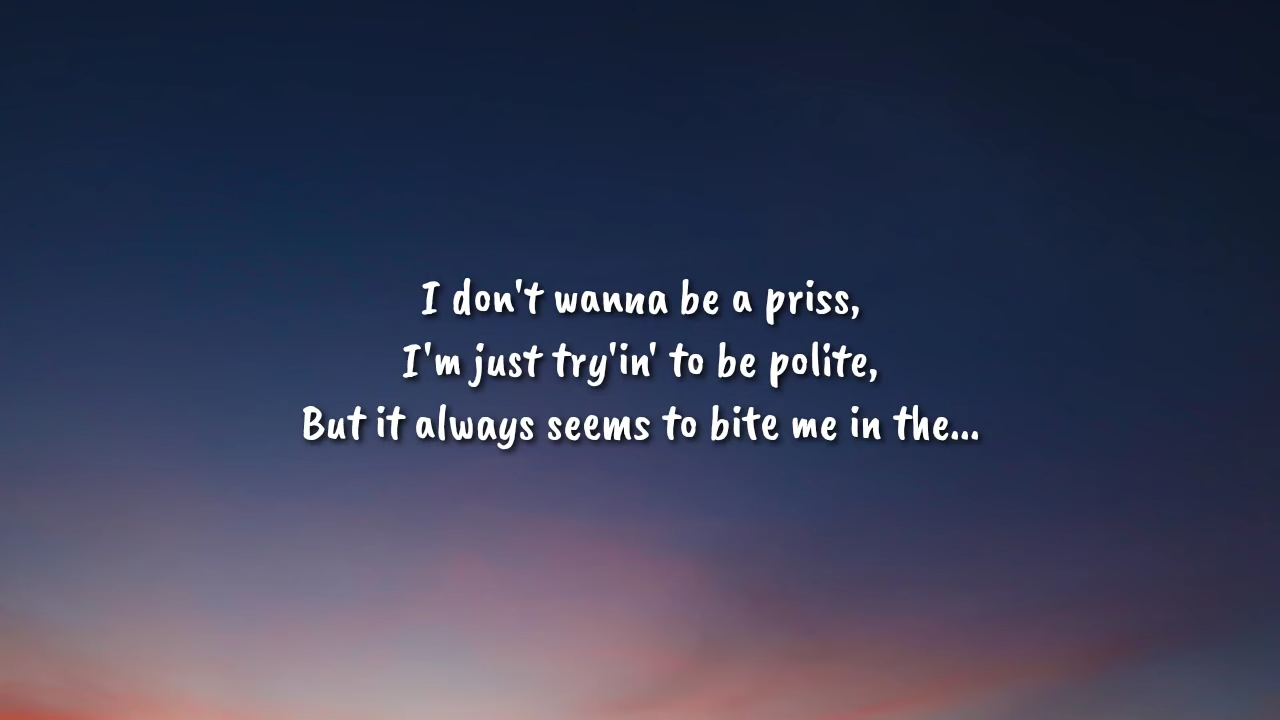 I don't wanna be a priss,
I'm just try'in' to be polite,
But it always seems to bite me in the...